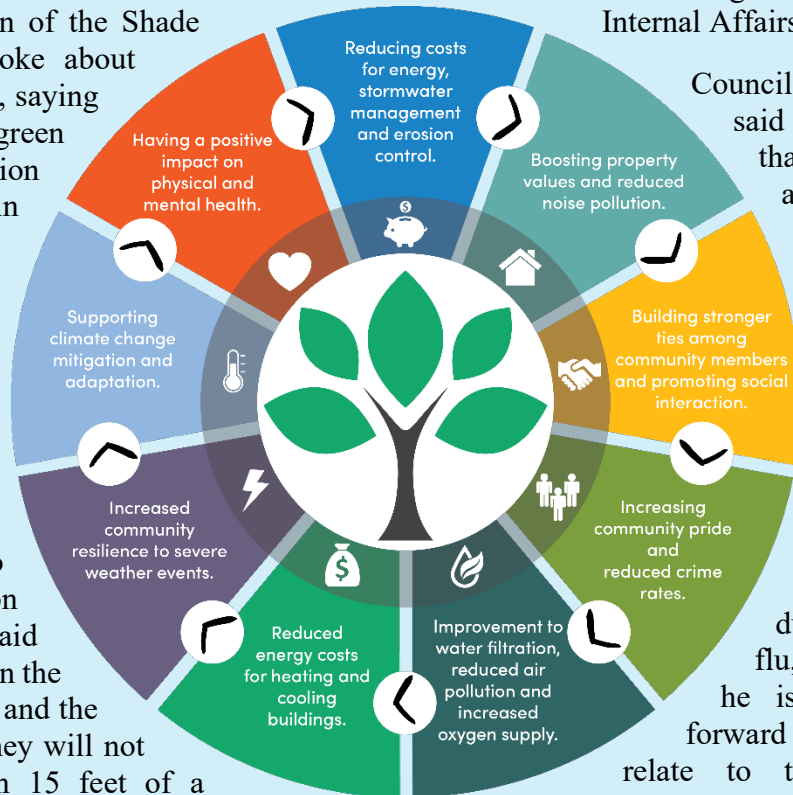 n of the Shade
oke about
, saying
green
ion
in
Internal Affairs
Council
said
tha
a
Reducing costs
for energy,
stormwater
management
and erosion
control.
Boosting property
values and reduced
noise pollution.
Building stronger
ties among
community members
and promoting social
interaction.
Increasing
community pride
and
reduced crime
rates.
Improvement to
water filtration,
reduced air
pollution and
increased
oxygen supply.
Reduced
energy costs
for heating and
cooling
buildings.
Increased
community
resilience to severe
weather events.
Supporting
climate change
mitigation and
adaptation.
Having a positive
impact on
physical and
mental health.
$
$
on
aid
n the
and the
ney will not
15 feet of a
du
flu,
he is
forward
relate to t